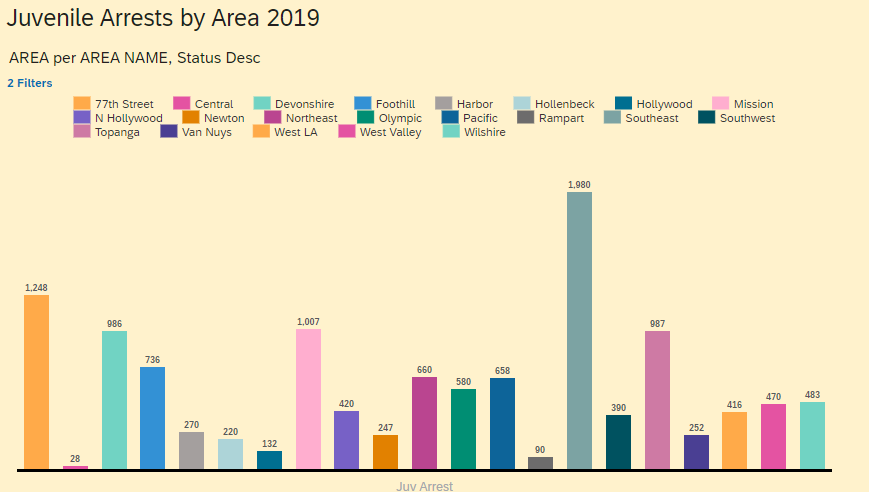 Juvenile Arrests by Area 2019
AREA per AREA NAME, Status Desc
2 Filters
77th Street Central Devonshire Foothill Harbor Hollenbeck Hollywood Mission
N Hollywood Newton Northeast Olympic Pacific Rampart Southeast Southwest
Topanga Van Nuys West LA West Valley Wilshire
1,980
1,248
1,007
986 987
736
660 658
580
420 470 483
390 416
270 247 252
220
132
28 90
Juv Arrest